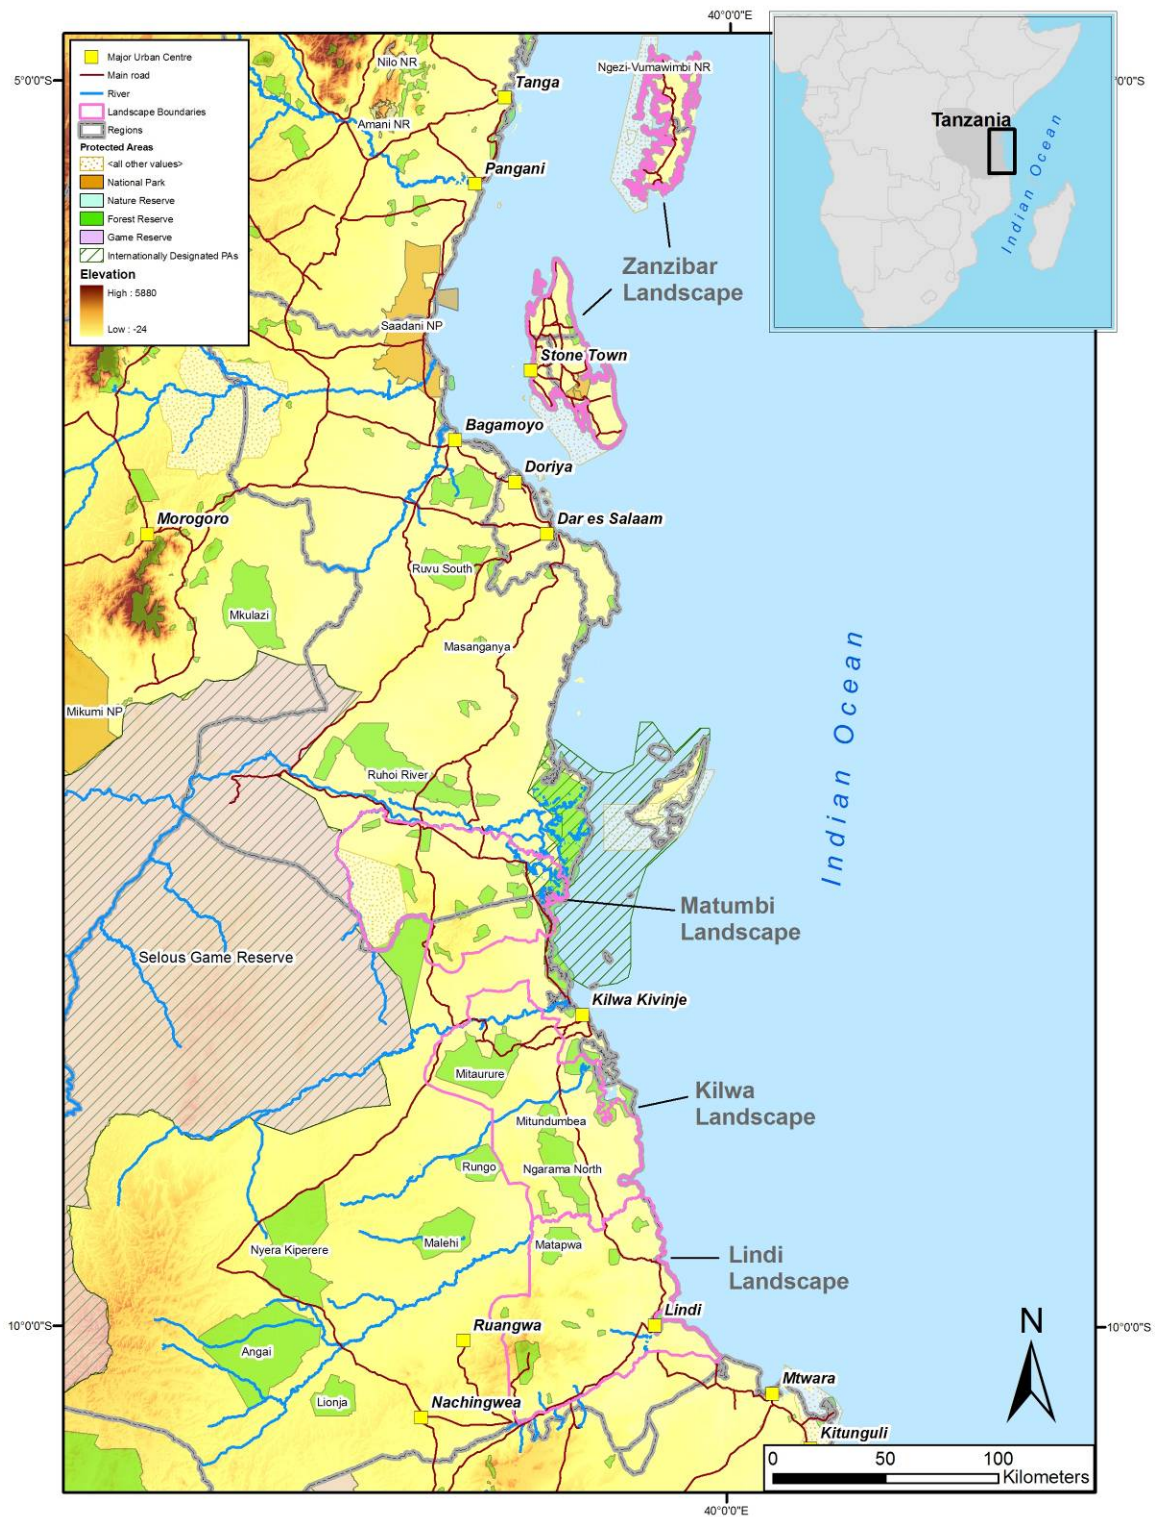 40°0'0"E
5°0'0"S
0°0"S
Major Urban Centre
Main road
River
Landscape Boundaries
Regions
Protected Areas
<all other values>
National Park
Nature Reserve
Forest Reserve
Game Reserve
Internationally Designated PAs
Elevation
High : 5880
Low : -24
Tanzania
Indian Ocean
Nilo NR
Amani NR
Tanga
Pangani
Ngezi-Vumawimbi NR
Zanzibar
Landscape
Saadani NP
Stone Town
Bagamoyo
Doriya
Morogoro
Dar es Salaam
Ruvu South
Mkulazi
Masanganya
Mikumi NP
Ruhoi River
Indian Ocean
Matumbi
Landscape
Selous Game Reserve
Kilwa Kivinje
Mitaurure
Kilwa
Landscape
Mitundumbea
Rungo
Ngarama North
Nyera Kiperere
Malehi
Matapwa
Lindi
Landscape
10°0'0"S
Lindi
10°0'0"S
Ruangwa
Angai
Lionja
Nachingwea
Mtwara
Kitunguli
N
0 50 100
Kilometers
40°0'0"E